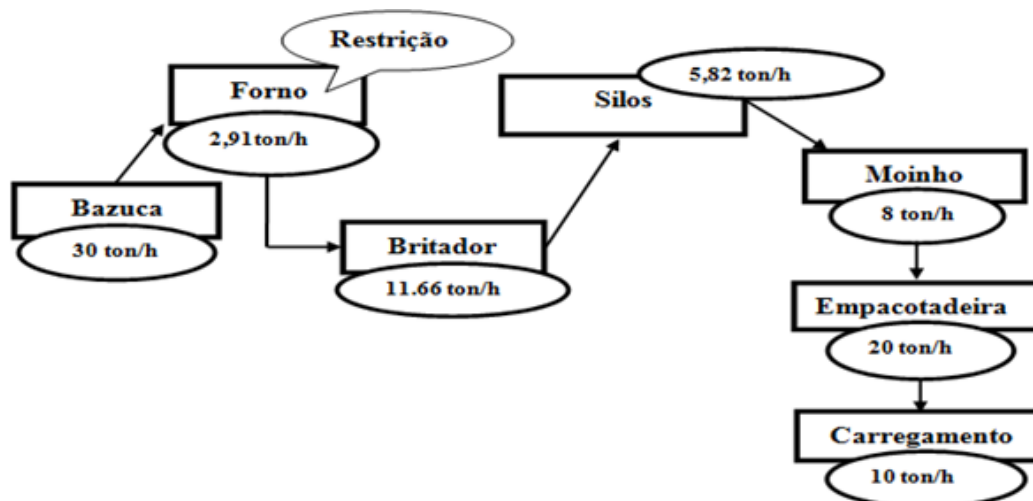 Restrição
Forno
2,91ton/h
Bazuca
30 ton/h
Britador
11.66 ton/h
Silos
5,82 ton/h
Moinho
8 ton/h
Empacotadeira
20 ton/h
Carregamento
10 ton/h